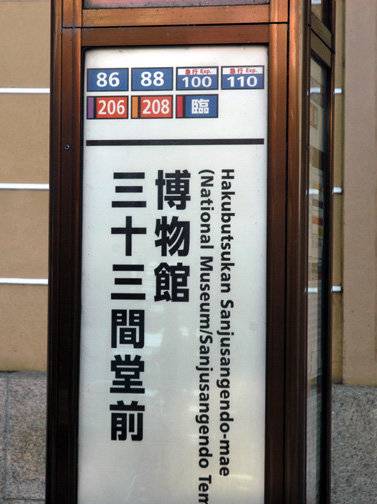 86 88 急行 Exp. 100 急行 Exp. 110
206 208 臨
博物館
三十三間堂前
Hakubutsukan Sanjusangendo-mae
(National Museum/Sanjusangendo Tem